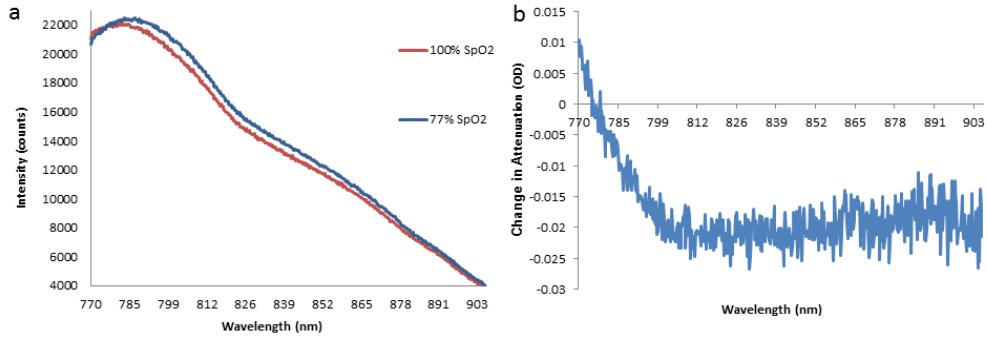 a
22000
20000
18000
16000
14000
12000
10000
8000
6000
4000
Intensity (counts)
100% SpO2
77% SpO2
770 785 799 812 826 839 852 865 878 891 903
Wavelength (nm)
b
0.015
0.01
0.005
0
-0.005
-0.01
-0.015
-0.02
-0.025
-0.03
Change in Attenuation (OD)
770 785 799 812 826 839 852 865 878 891 903
Wavelength (nm)